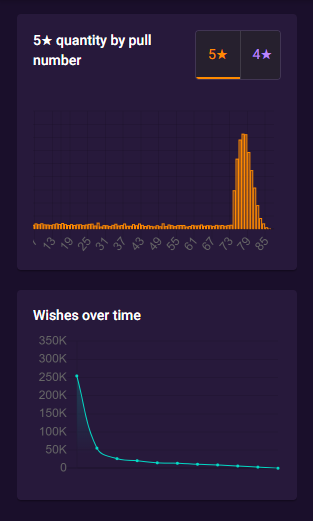 5★ quantity by pull
number
5★ 4★
13 19 25 31 37 43 49 55 61 67 73 79 85
Wishes over time
350K
300K
250K
200K
150K
100K
50K
0